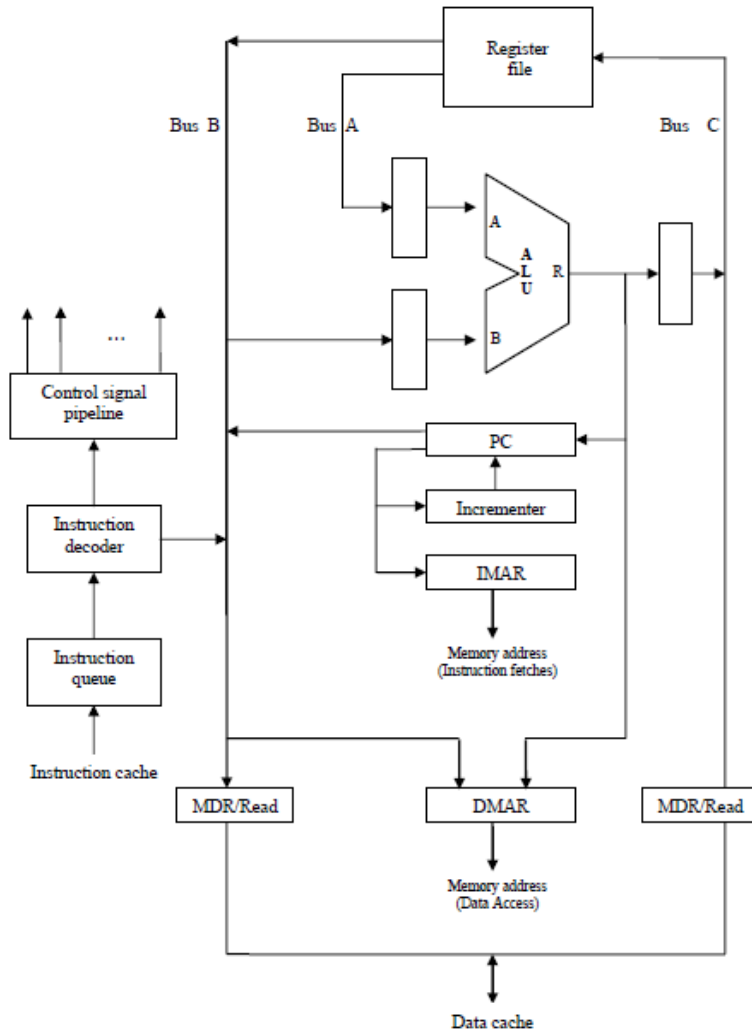 Register
file
Bus B
Bus A
Bus C
A
A
L
U
R
B
...
Control signal
pipeline
PC
Instruction
decoder
Incrementer
IMAR
Instruction
queue
Memory address
(Instruction fetches)
Instruction cache
MDR/Read
DMAR
MDR/Read
Memory address
(Data Access)
Data cache